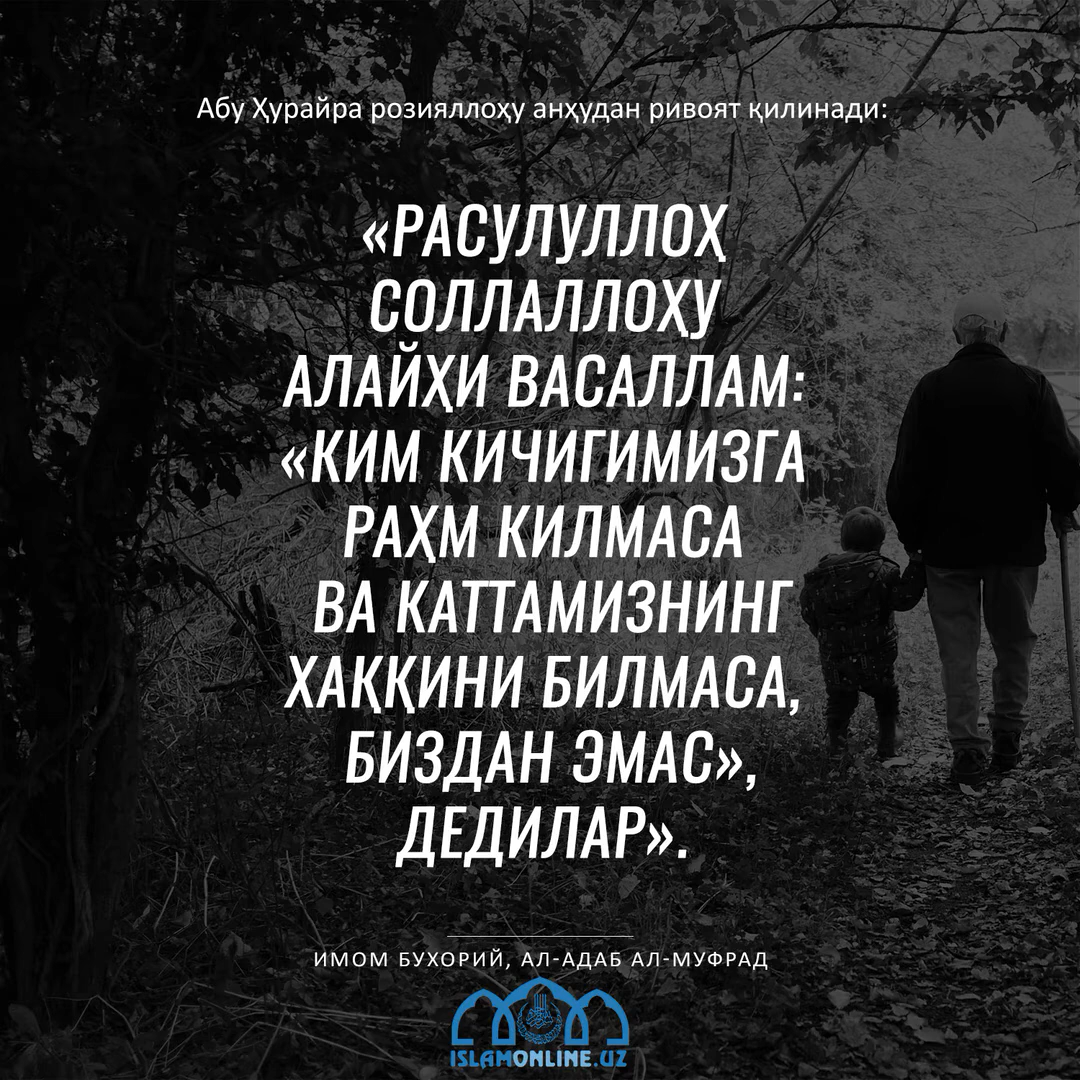 Абу Ҳурайра розияллоҳу анҳудан ривоят қилинади:
«РАСУЛУЛЛОҲ
СОЛЛАЛЛОҲУ
АЛАЙҲИ ВАСАЛЛАМ:
«КИМ КИЧИГИМИЗГА
РАҲМ КИЛМАСА
ВА КАТТАМИЗНИНГ
ХАҚҚИНИ БИЛМАСА,
БИЗДАН ЭМАС»,
ДЕДИЛАР».
ИМОМ БУХОРИЙ, АЛ-АДАБ АЛ-МУФРАД
ISLAMONLINE.UZ